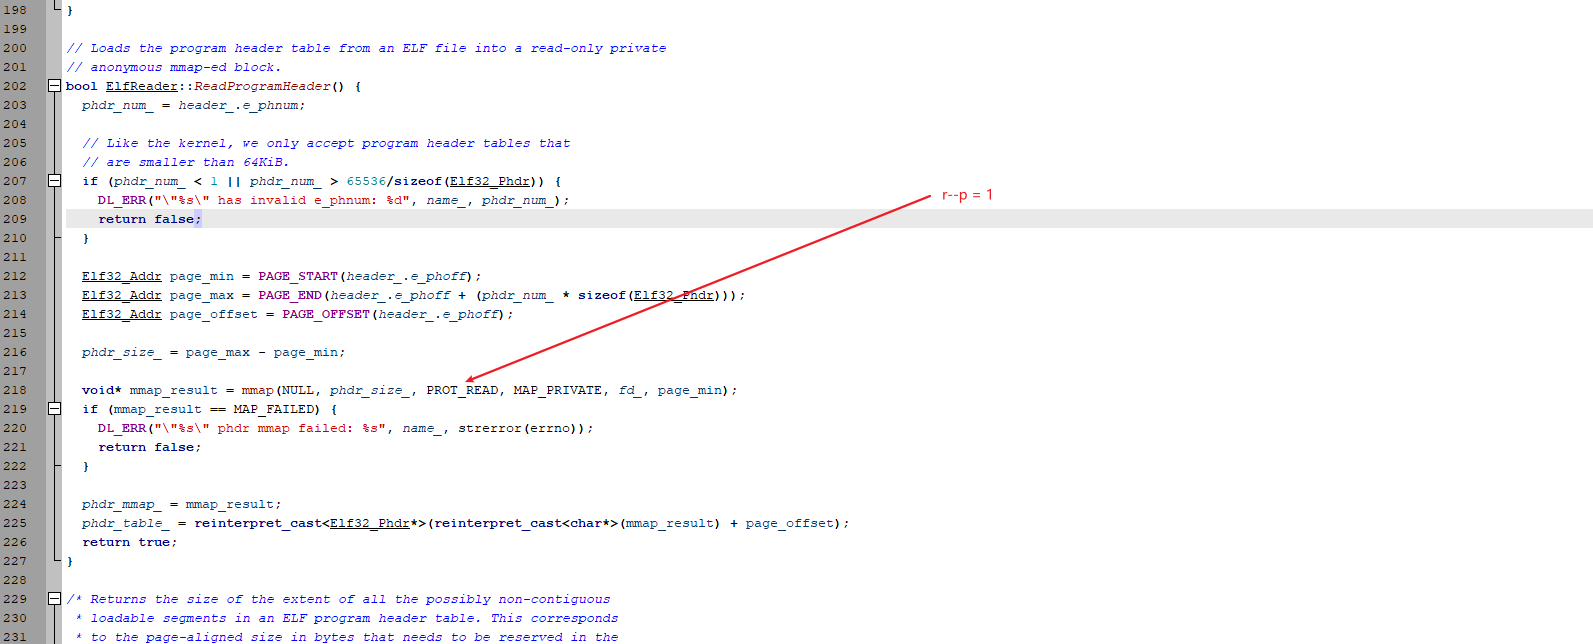 198 }
199
200 // Loads the program header table from an ELF file into a read-only private
201 // anonymous mmap-ed block.
202 bool ElfReader::ReadProgramHeader() {
203   phdr_num_ = header_.e_phnum;
204
205   // Like the kernel, we only accept program header tables that
206   // are smaller than 64KiB.
207   if (phdr_num_ < 1 || phdr_num_ > 65536/sizeof(Elf32_Phdr)) {
208     DL_ERR("\"%s\" has invalid e_phnum: %d", name_, phdr_num_);
r--p = 1
209     return false;
210   }
211
212   Elf32_Addr page_min = PAGE_START(header_.e_phoff);
213   Elf32_Addr page_max = PAGE_END(header_.e_phoff + (phdr_num_ * sizeof(Elf32_Phdr)));
214   Elf32_Addr page_offset = PAGE_OFFSET(header_.e_phoff);
215
216   phdr_size_ = page_max - page_min;
217
218   void* mmap_result = mmap(NULL, phdr_size_, PROT_READ, MAP_PRIVATE, fd_, page_min);
219   if (mmap_result == MAP_FAILED) {
220     DL_ERR("\"%s\" phdr mmap failed: %s", name_, strerror(errno));
221     return false;
222   }
223
224   phdr_mmap_ = mmap_result;
225   phdr_table_ = reinterpret_cast<Elf32_Phdr*>(reinterpret_cast<char*>(mmap_result) + page_offset);
226   return true;
227 }
228
229 /* Returns the size of the extent of all the possibly non-contiguous
230  * loadable segments in an ELF program header table. This corresponds
231  * to the page-aligned size in bytes that needs to be reserved in the